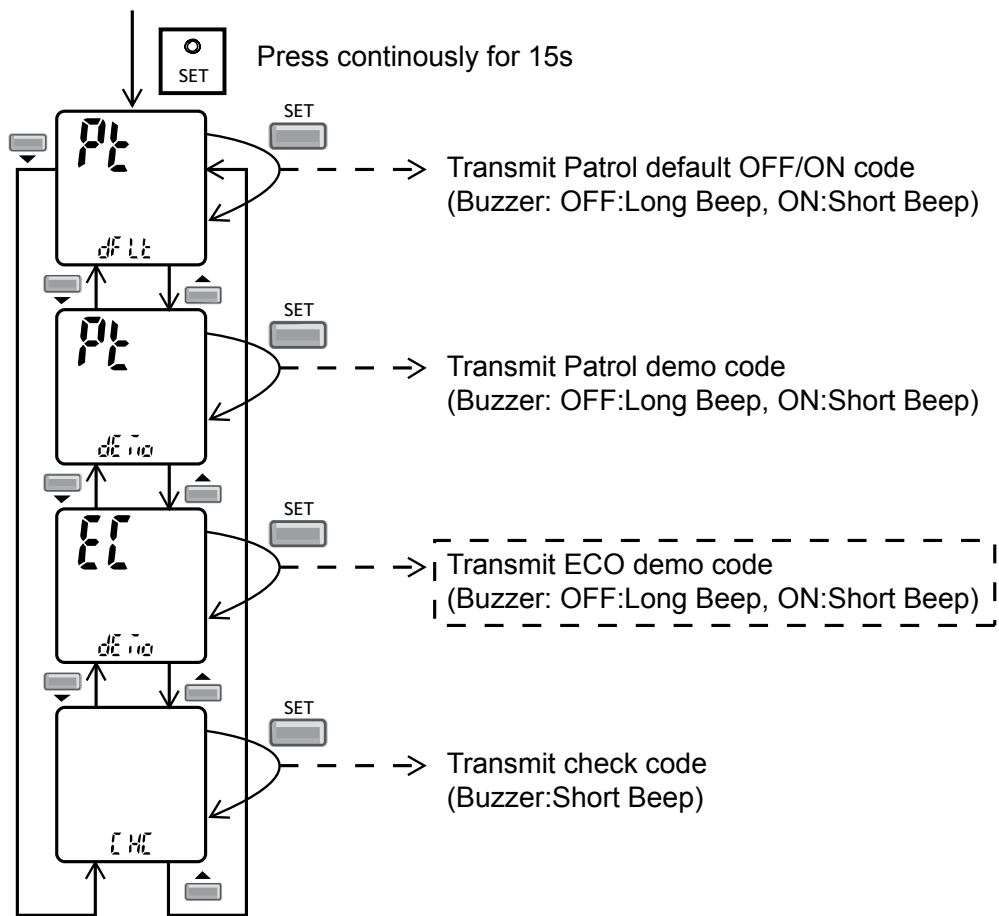 SET
Press continously for 15s
Pt
SET
Transmit Patrol default OFF/ON code
(Buzzer: OFF:Long Beep, ON:Short Beep)
dFLt
SET
Pt
Transmit Patrol demo code
(Buzzer: OFF:Long Beep, ON:Short Beep)
dEmo
SET
EC
Transmit ECO demo code
(Buzzer: OFF:Long Beep, ON:Short Beep)
dEmo
SET
Transmit check code
(Buzzer:Short Beep)
CHC